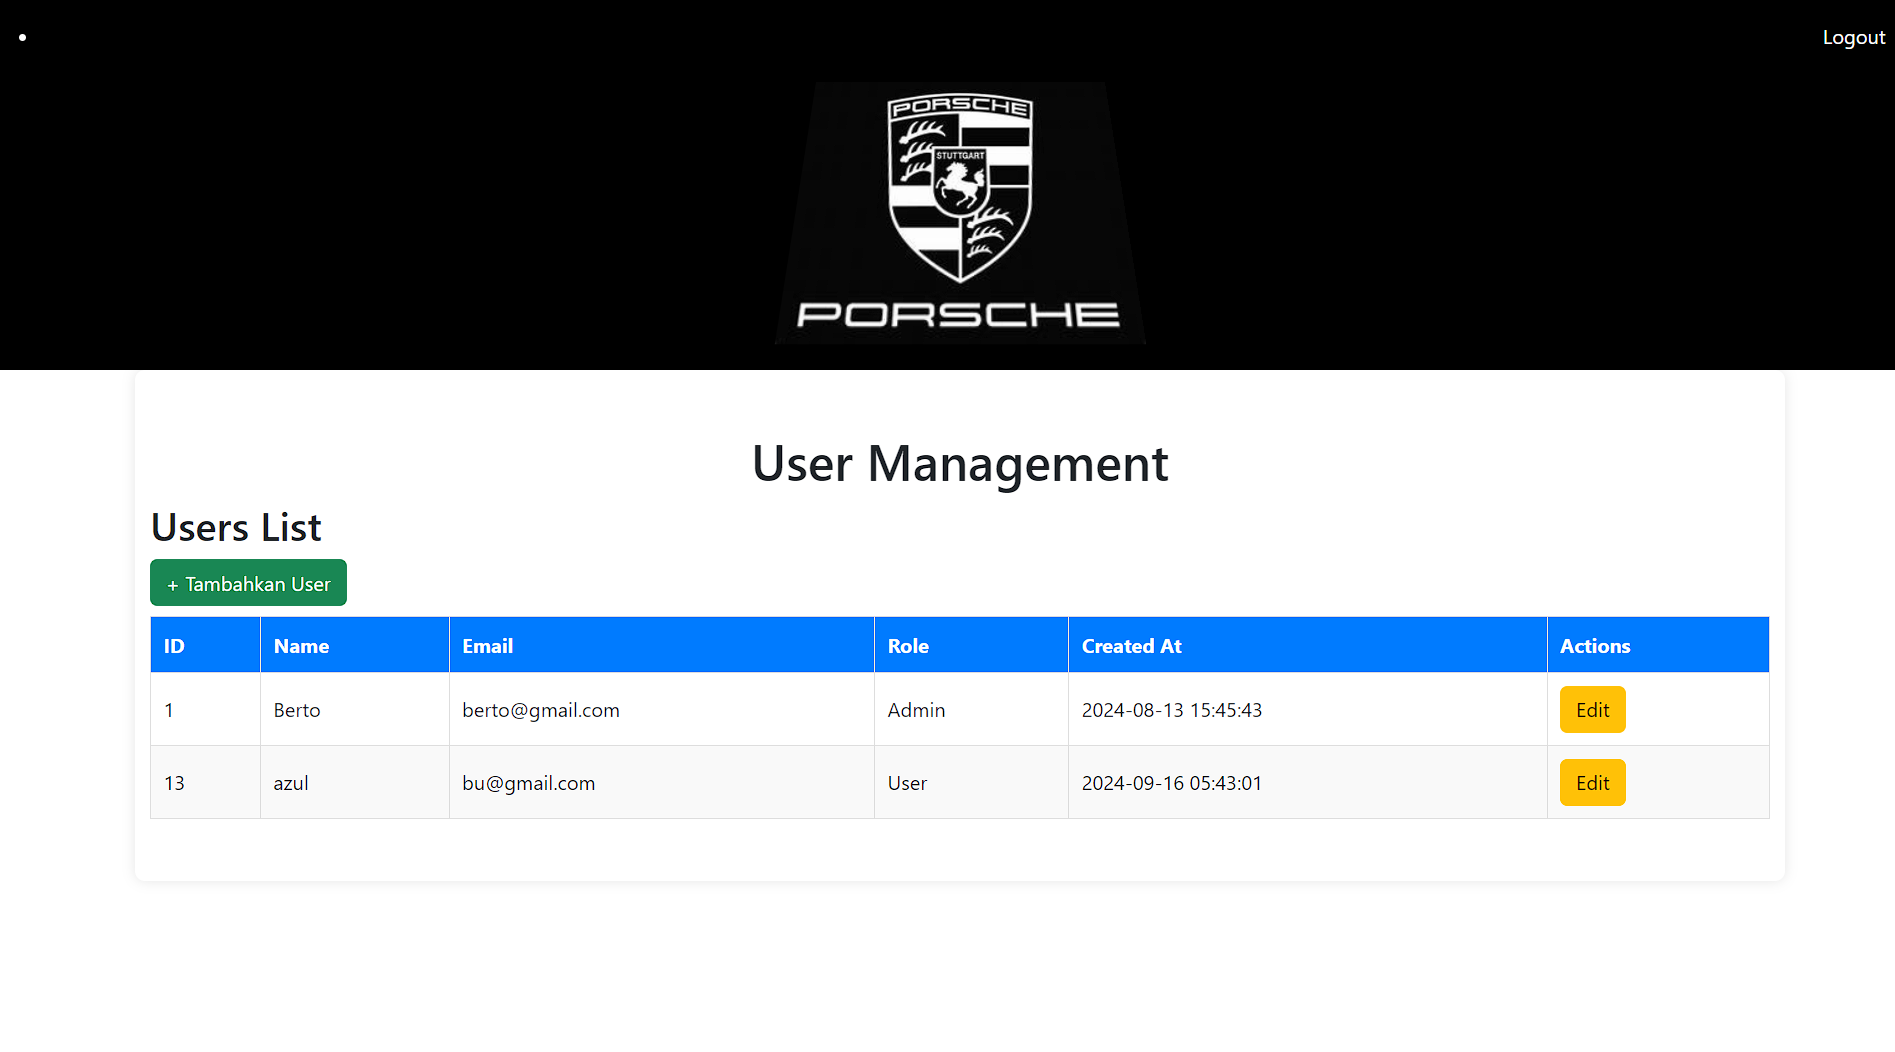 Logout
PORSCHE
STUTTGART
PORSCHE
User Management
Users List
+ Tambahkan User
ID Name Email Role Created At Actions
1 Berto berto@gmail.com Admin 2024-08-13 15:45:43 Edit
13 azul bu@gmail.com User 2024-09-16 05:43:01 Edit